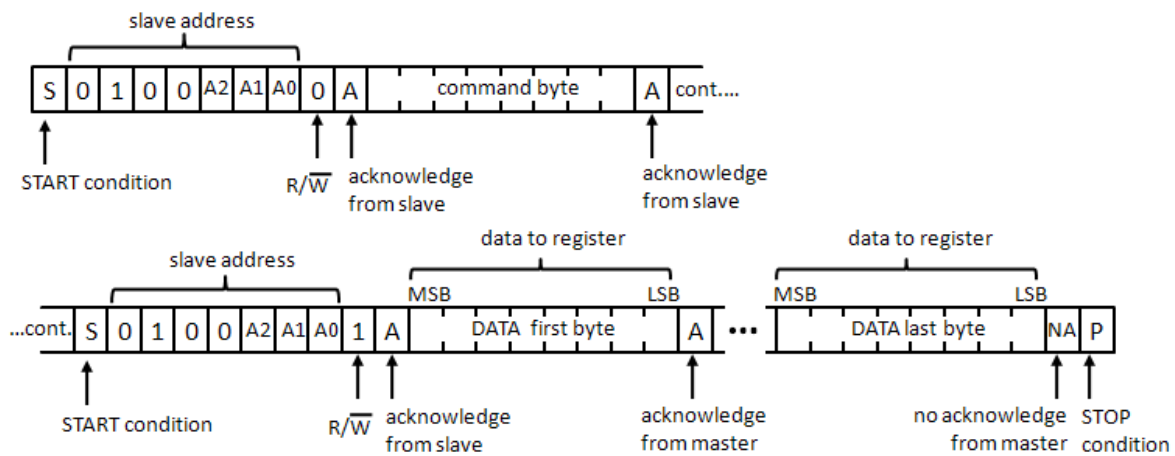 slave address
S 0 1 0 0 A2 A1 A0 0 A command byte A cont....
START condition
R/W̅
acknowledge
from slave
acknowledge
from slave
data to register
data to register
slave address
MSB LSB MSB LSB
...cont. S 0 1 0 0 A2 A1 A0 1 A DATA first byte A ••• DATA last byte NA P
START condition
R/W̅
acknowledge
from slave
acknowledge
from master
no acknowledge
from master
STOP
condition